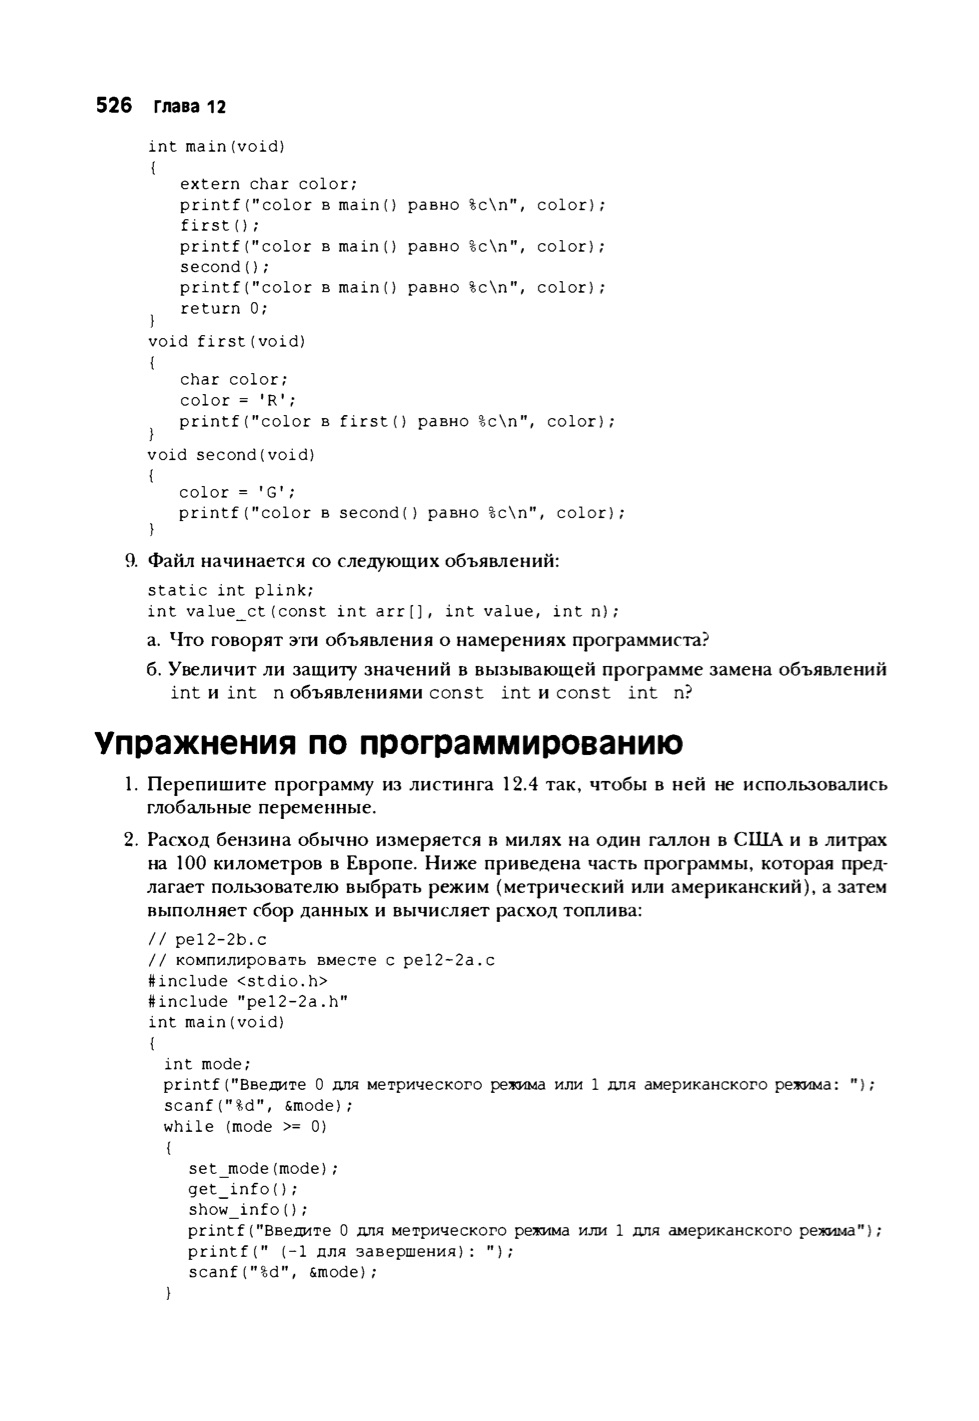 526 Глава 12
int main(void)
{
extern char color;
printf("color в main() равно %c\n", color);
first();
printf("color в main() равно %c\n", color);
second();
printf("color в main() равно %c\n", color);
return 0;
}
void first(void)
{
char color;
color = 'R';
printf("color в first() равно %c\n", color);
}
void second(void)
{
color = 'G';
printf("color в second() равно %c\n", color);
}
9. Файл начинается со следующих объявлений:
static int plink;
int value_ct(const int arr[], int value, int n);
а. Что говорят эти объявления о намерениях программиста?
б. Увеличит ли защиту значений в вызывающей программе замена объявлений
int и int n объявлениями const int и const int n?
Упражнения по программированию
1. Перепишите программу из листинга 12.4 так, чтобы в ней не использовались
глобальные переменные.
2. Расход бензина обычно измеряется в милях на один галлон в США и в литрах
на 100 километров в Европе. Ниже приведена часть программы, которая пред-
лагает пользователю выбрать режим (метрический или американский), а затем
выполняет сбор данных и вычисляет расход топлива:
// pe12-2b.c
// компилировать вместе с pe12-2a.c
#include <stdio.h>
#include "pe12-2a.h"
int main(void)
{
int mode;
printf("Введите 0 для метрического режима или 1 для американского режима: ");
scanf("%d", &mode);
while (mode >= 0)
{
set_mode(mode);
get_info();
show_info();
printf("Введите 0 для метрического режима или 1 для американского режима");
printf(" (-1 для завершения): ");
scanf("%d", &mode);
}